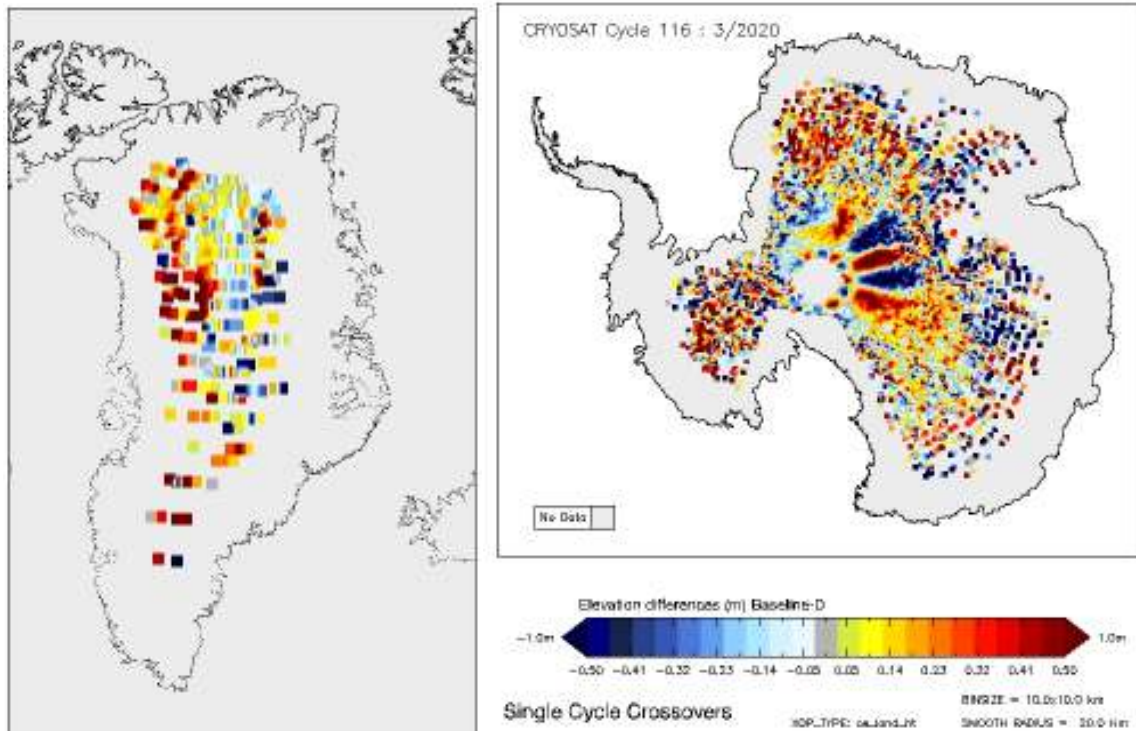 CRYOSAT Cycle 116 : 3/2020
No Data
Elevation differences (m) Baseline-D
-1.0m
1.0m
-0.50 -0.41 -0.32 -0.23 -0.14 -0.05 0.05 0.14 0.23 0.32 0.41 0.50
Single Cycle Crossovers
BINSIZE = 10.0x10.0 km
XOP_TYPE:
SMOOTH RADIUS = 20.0 Km